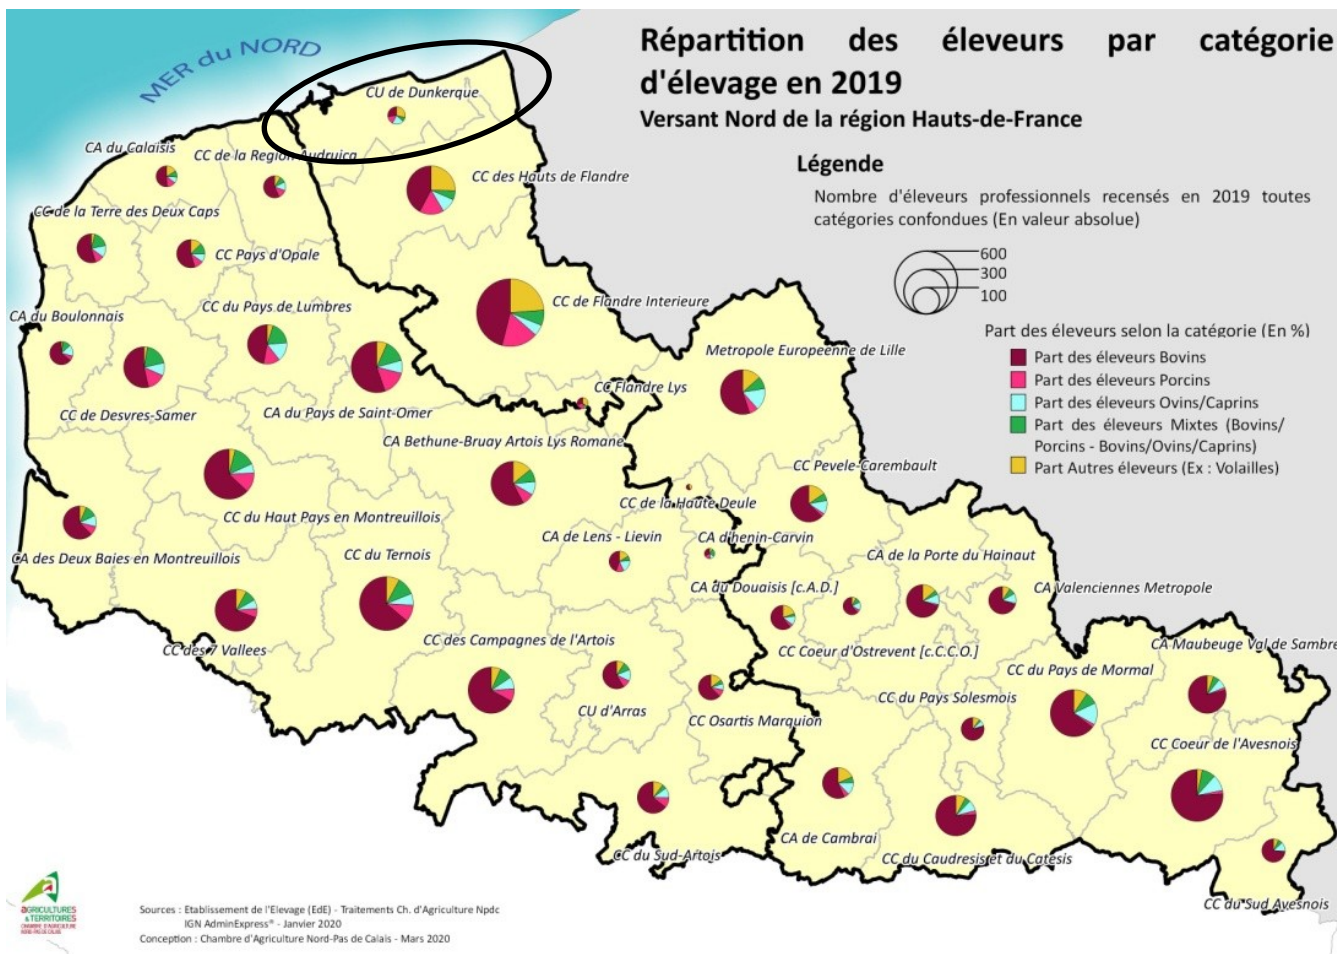 Répartition des éleveurs par catégorie
d'élevage en 2019
Versant Nord de la région Hauts-de-France
MER du NORD
Légende
Nombre d'éleveurs professionnels recensés en 2019 toutes
catégories confondues (En valeur absolue)
600
300
100
Part des éleveurs selon la catégorie (En %)
Part des éleveurs Bovins
Part des éleveurs Porcins
Part des éleveurs Ovins/Caprins
Part des éleveurs Mixtes (Bovins/
Porcins - Bovins/Ovins/Caprins)
Part Autres éleveurs (Ex : Volailles)
CU de Dunkerque
CA du Calaisis
CC de la Region Audruicq
CC des Hauts de Flandre
CC de la Terre des Deux Caps
CC Pays d'Opale
CC de Flandre Interieure
CA du Boulonnais
CC du Pays de Lumbres
Metropole Europeenne de Lille
CC Flandre Lys
CC de Desvres-Samer
CA du Pays de Saint-Omer
CA Bethune-Bruay Artois Lys Romane
CC Pevele-Carembault
CC de la Haute Deule
CC du Haut Pays en Montreuillois
CA de Lens - Lievin
CA d'henin-Carvin
CA des Deux Baies en Montreuillois
CC du Ternois
CA de la Porte du Hainaut
CA du Douaisis [c.A.D.]
CA Valenciennes Metropole
CC des 7 Vallees
CC des Campagnes de l'Artois
CC Coeur d'Ostrevent [c.C.C.O.]
CA Maubeuge Val de Sambre
CC du Pays de Mormal
CC du Pays Solesmois
CU d'Arras
CC Osartis Marquion
CC Coeur de l'Avesnois
CA de Cambrai
CC du Sud-Artois
CC du Caudresis et du Catesis
CC du Sud Avesnois
AGRICULTURES
& TERRITOIRES
CHAMBRE D'AGRICULTURE
NORD-PAS DE CALAIS
Sources : Etablissement de l'Elevage (EdE) - Traitements Ch. d'Agriculture Npdc
IGN AdminExpress® - Janvier 2020
Conception : Chambre d'Agriculture Nord-Pas de Calais - Mars 2020